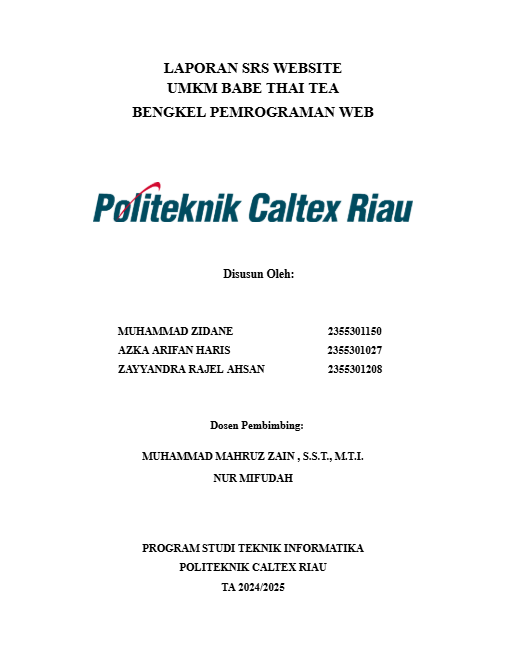 LAPORAN SRS WEBSITE
UMKM BABE THAI TEA
BENGKEL PEMROGRAMAN WEB
Politeknik Caltex Riau
Disusun Oleh:
MUHAMMAD ZIDANE 2355301150
AZKA ARIFAN HARIS 2355301027
ZAYYANDRA RAJEL AHSAN 2355301208
Dosen Pembimbing:
MUHAMMAD MAHRUZ ZAIN , S.S.T., M.T.I.
NUR MIFUDAH
PROGRAM STUDI TEKNIK INFORMATIKA
POLITEKNIK CALTEX RIAU
TA 2024/2025